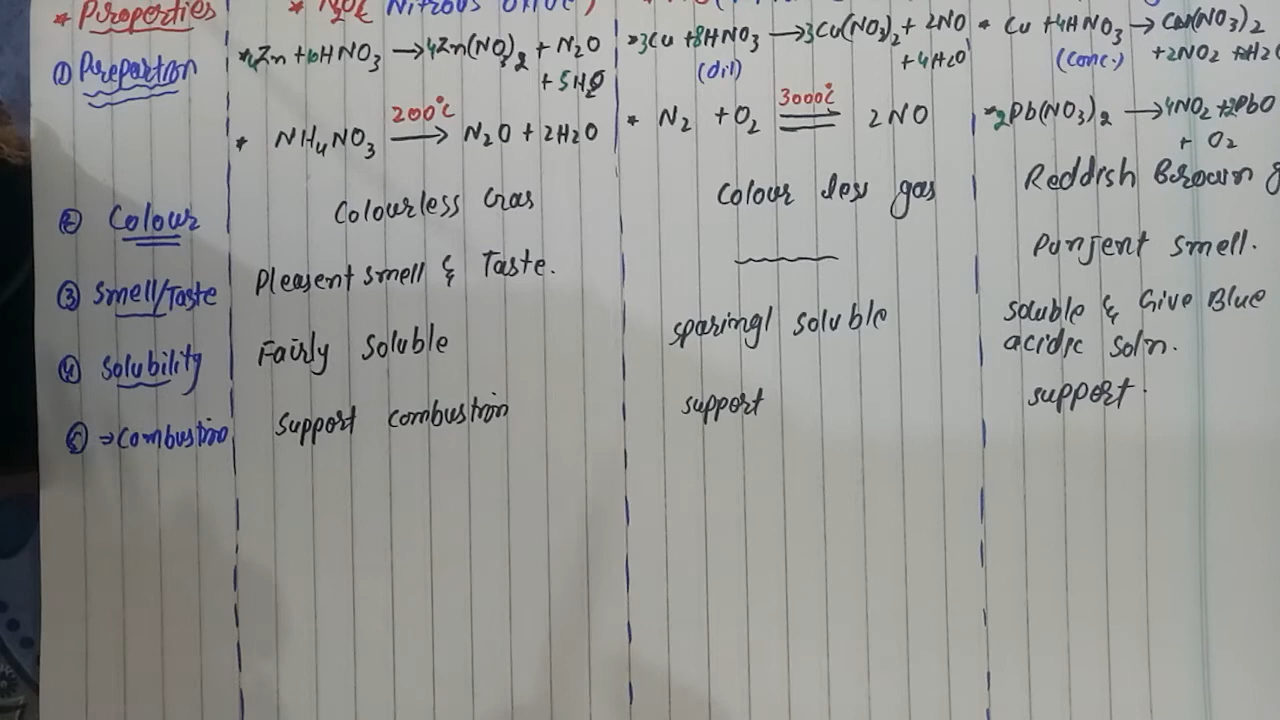 * Properties
* N2O ( Nitrous Oxide )
① Prepartion
* 4Zn + 10HNO3 → 4Zn(NO3)2 + N2O
+ 5H2O
* NH4NO3 200°C → N2O + 2H2O
* 3Cu + 8HNO3 → 3Cu(NO3)2 + 2NO
(dil) + 4H2O
* N2 + O2 3000°C ⇌ 2NO
* Cu + 4HNO3 → Cu(NO3)2
(conc.) + 2NO2 + 2H2O
* 2Pb(NO3)2 → 4NO2 + 2PbO
+ O2
② Colour
Colourless Gas
Colour less gas
Reddish Brown g
③ Smell/Taste
Pleasent smell & Taste.
Punjent smell.
④ Solubility
Fairly soluble
sparingl soluble
soluble & Give Blue
acidic soln.
⑤ → Combustion
Support combustion
support
support.